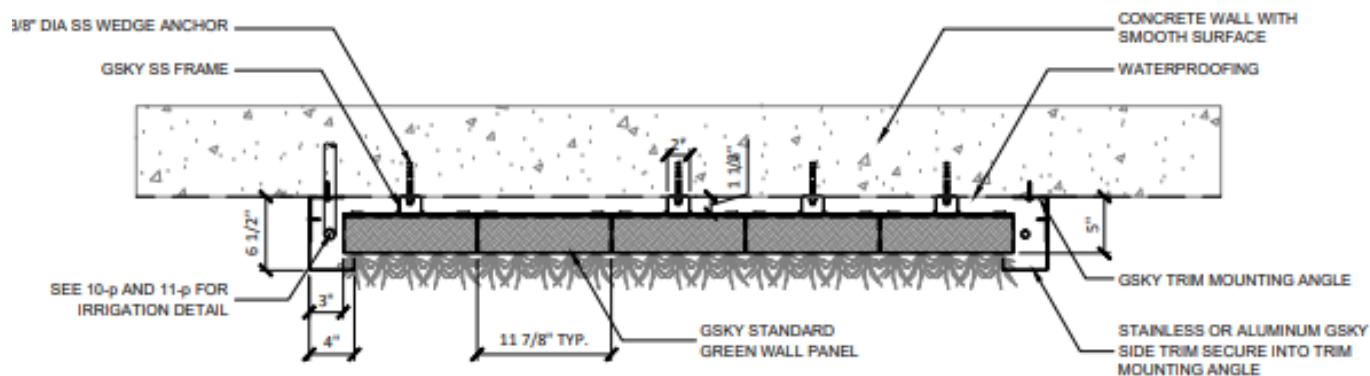 3/8" DIA SS WEDGE ANCHOR
GSKY SS FRAME
CONCRETE WALL WITH
SMOOTH SURFACE
WATERPROOFING
2"
1 1/8"
6 1/2"
5"
SEE 10-p AND 11-p FOR
IRRIGATION DETAIL
3"
4"
11 7/8" TYP.
GSKY STANDARD
GREEN WALL PANEL
GSKY TRIM MOUNTING ANGLE
STAINLESS OR ALUMINUM GSKY
SIDE TRIM SECURE INTO TRIM
MOUNTING ANGLE